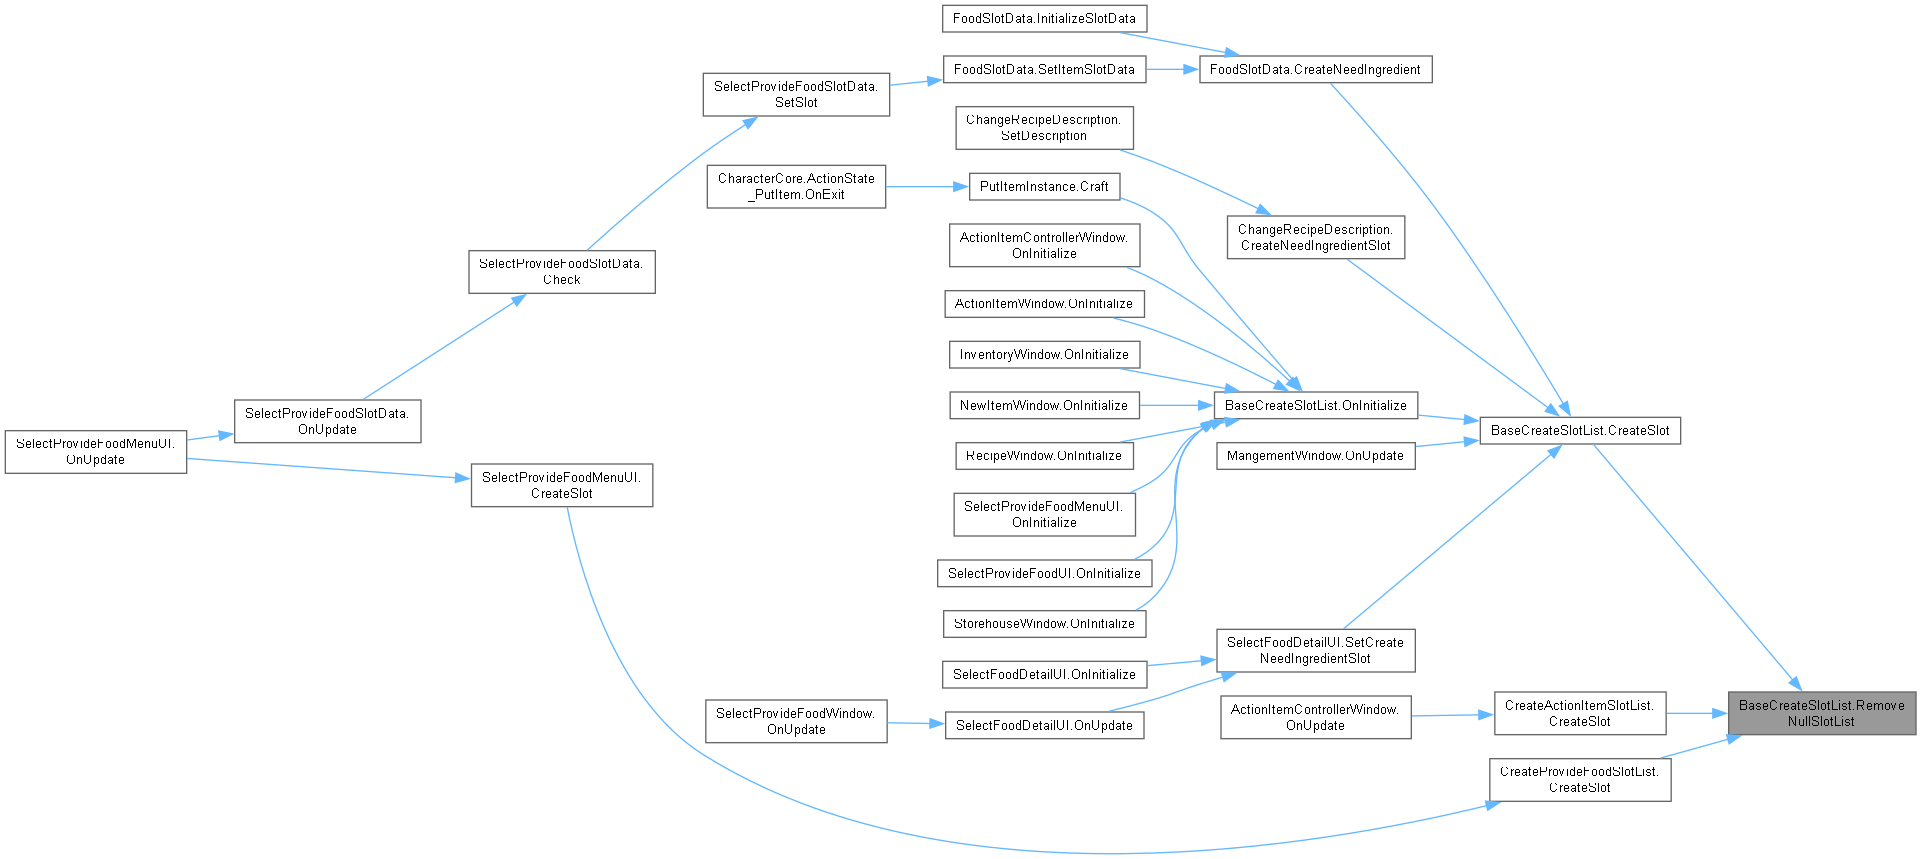 FoodSlotData.InitializeSlotData
FoodSlotData.SetItemSlotData
FoodSlotData.CreateNeedIngredient
SelectProvideFoodSlotData.
SetSlot
ChangeRecipeDescription.
SetDescription
CharacterCore.ActionState
_PutItem.OnExit
PutItemInstance.Craft
ChangeRecipeDescription.
CreateNeedIngredientSlot
ActionItemControllerWindow.
OnInitialize
SelectProvideFoodSlotData.
Check
ActionItemWindow.OnInitialize
InventoryWindow.OnInitialize
NewItemWindow.OnInitialize
BaseCreateSlotList.OnInitialize
SelectProvideFoodSlotData.
OnUpdate
BaseCreateSlotList.CreateSlot
SelectProvideFoodMenuUI.
OnUpdate
RecipeWindow.OnInitialize
MangementWindow.OnUpdate
SelectProvideFoodMenuUI.
CreateSlot
SelectProvideFoodMenuUI.
OnInitialize
SelectProvideFoodUI.OnInitialize
StorehouseWindow.OnInitialize
SelectFoodDetailUI.SetCreate
NeedIngredientSlot
SelectFoodDetailUI.OnInitialize
SelectProvideFoodWindow.
OnUpdate
SelectFoodDetailUI.OnUpdate
ActionItemControllerWindow.
OnUpdate
CreateActionItemSlotList.
CreateSlot
BaseCreateSlotList.Remove
NullSlotList
CreateProvideFoodSlotList.
CreateSlot